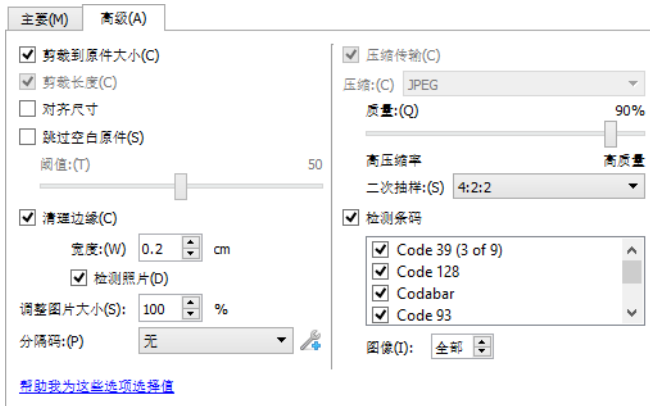 主要(M)
高级(A)
剪裁到原件大小(C)
剪裁长度(C)
对齐尺寸
跳过空白原件(S)
阈值:(T) 50
清理边缘(C)
宽度:(W) 0.2 cm
检测照片(D)
调整图片大小(S): 100 %
分隔码:(P) 无
帮助我为这些选项选择值
压缩传输(C)
压缩:(C) JPEG
质量:(Q) 90%
高压缩率 高质量
二次抽样:(S) 4:2:2
检测条码
Code 39 (3 of 9)
Code 128
Codabar
Code 93
图像(I): 全部